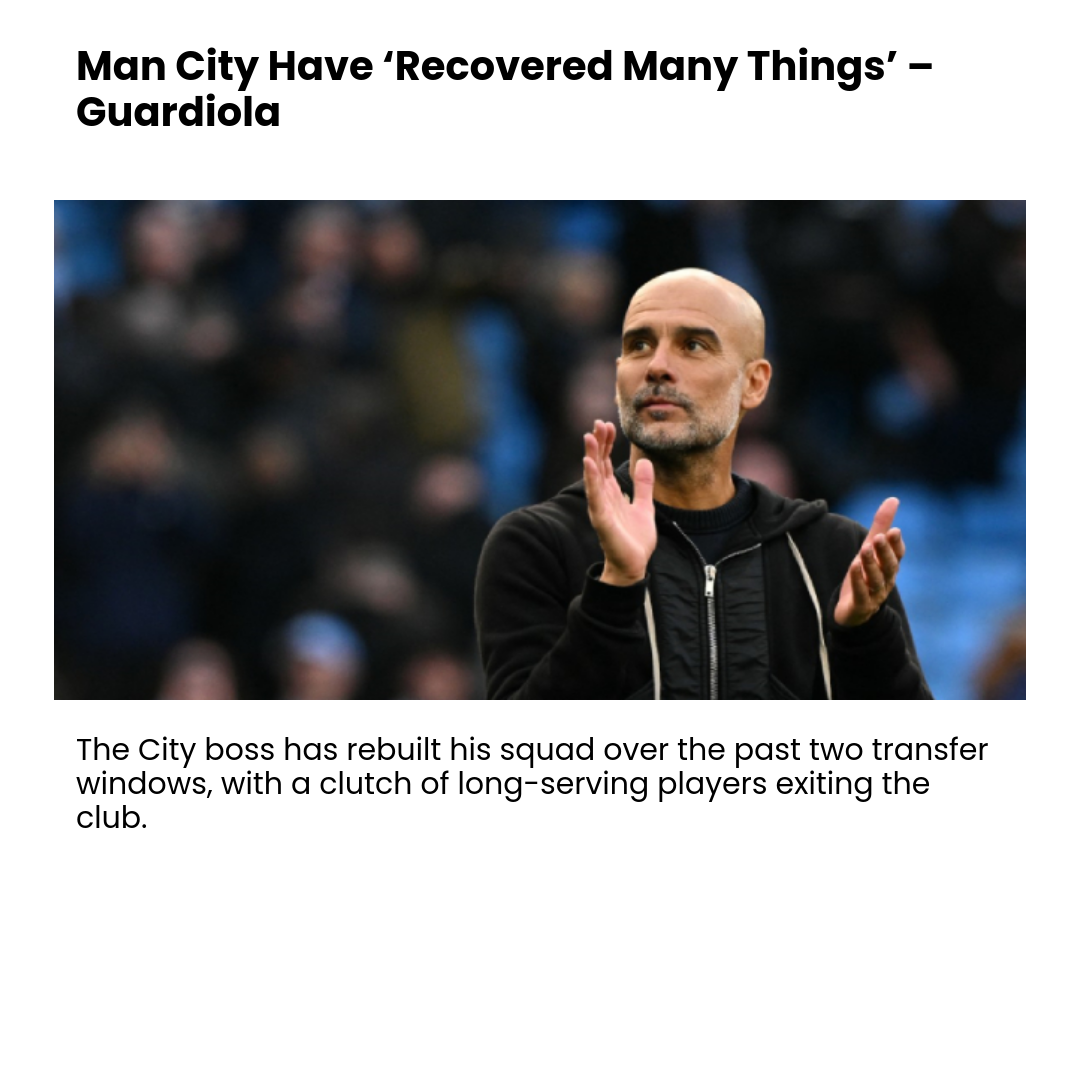 Man City Have ‘Recovered Many Things’ –
Guardiola
The City boss has rebuilt his squad over the past two transfer
windows, with a clutch of long-serving players exiting the
club.